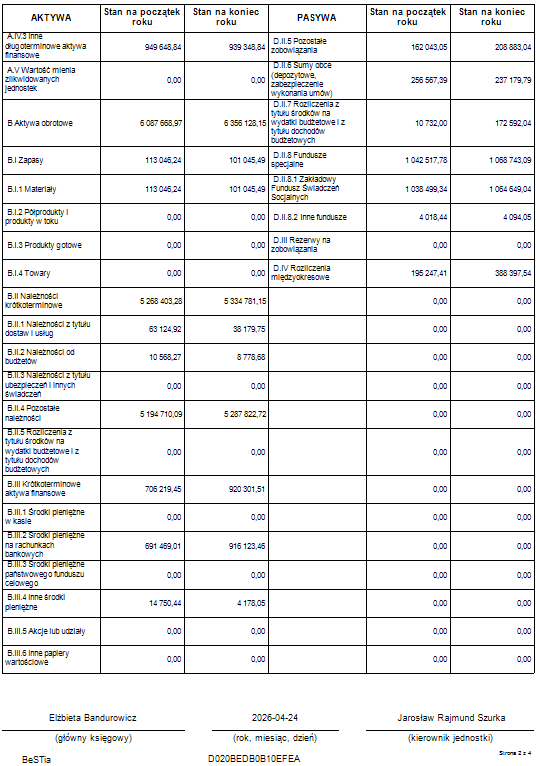 AKTYWA Stan na początek roku Stan na koniec roku PASYWA Stan na początek roku Stan na koniec roku
A.IV.3 Inne długoterminowe aktywa finansowe 949 648,84 939 348,84 D.II.5 Pozostałe zobowiązania 162 043,05 208 883,04
A.V Wartość mienia zlikwidowanych jednostek 0,00 0,00 D.II.6 Sumy obce (depozytowe, zabezpieczenie wykonania umów) 256 567,39 237 179,79
B Aktywa obrotowe 6 087 668,97 6 356 128,15 D.II.7 Rozliczenia z tytułu środków na wydatki budżetowe i z tytułu dochodów budżetowych 10 732,00 172 592,04
B.I Zapasy 113 046,24 101 045,49 D.II.8 Fundusze specjalne 1 042 517,78 1 068 743,09
B.I.1 Materiały 113 046,24 101 045,49 D.II.8.1 Zakładowy Fundusz Świadczeń Socjalnych 1 038 499,34 1 064 649,04
B.I.2 Półprodukty i produkty w toku 0,00 0,00 D.II.8.2 Inne fundusze 4 018,44 4 094,05
B.I.3 Produkty gotowe 0,00 0,00 D.III Rezerwy na zobowiązania 0,00 0,00
B.I.4 Towary 0,00 0,00 D.IV Rozliczenia międzyokresowe 195 247,41 388 397,54
B.II Należności krótkoterminowe 5 268 403,28 5 334 781,15 0,00 0,00
B.II.1 Należności z tytułu dostaw i usług 63 124,92 38 179,75 0,00 0,00
B.II.2 Należności od budżetów 10 568,27 8 778,68 0,00 0,00
B.II.3 Należności z tytułu ubezpieczeń i innych świadczeń 0,00 0,00 0,00 0,00
B.II.4 Pozostałe należności 5 194 710,09 5 287 822,72 0,00 0,00
B.II.5 Rozliczenia z tytułu środków na wydatki budżetowe i z tytułu dochodów budżetowych 0,00 0,00 0,00 0,00
B.III Krótkoterminowe aktywa finansowe 706 219,45 920 301,51 0,00 0,00
B.III.1 Środki pieniężne w kasie 0,00 0,00 0,00 0,00
B.III.2 Środki pieniężne na rachunkach bankowych 691 469,01 916 123,46 0,00 0,00
B.III.3 Środki pieniężne państwowego funduszu celowego 0,00 0,00 0,00 0,00
B.III.4 Inne środki pieniężne 14 750,44 4 178,05 0,00 0,00
B.III.5 Akcje lub udziały 0,00 0,00 0,00 0,00
B.III.6 Inne papiery wartościowe 0,00 0,00 0,00 0,00
Elżbieta Bandurowicz 2026-04-24 Jarosław Rajmund Szurka
(główny księgowy) (rok, miesiąc, dzień) (kierownik jednostki)
BeSTia D020BEDB0B10EFEA Strona 2 z 4